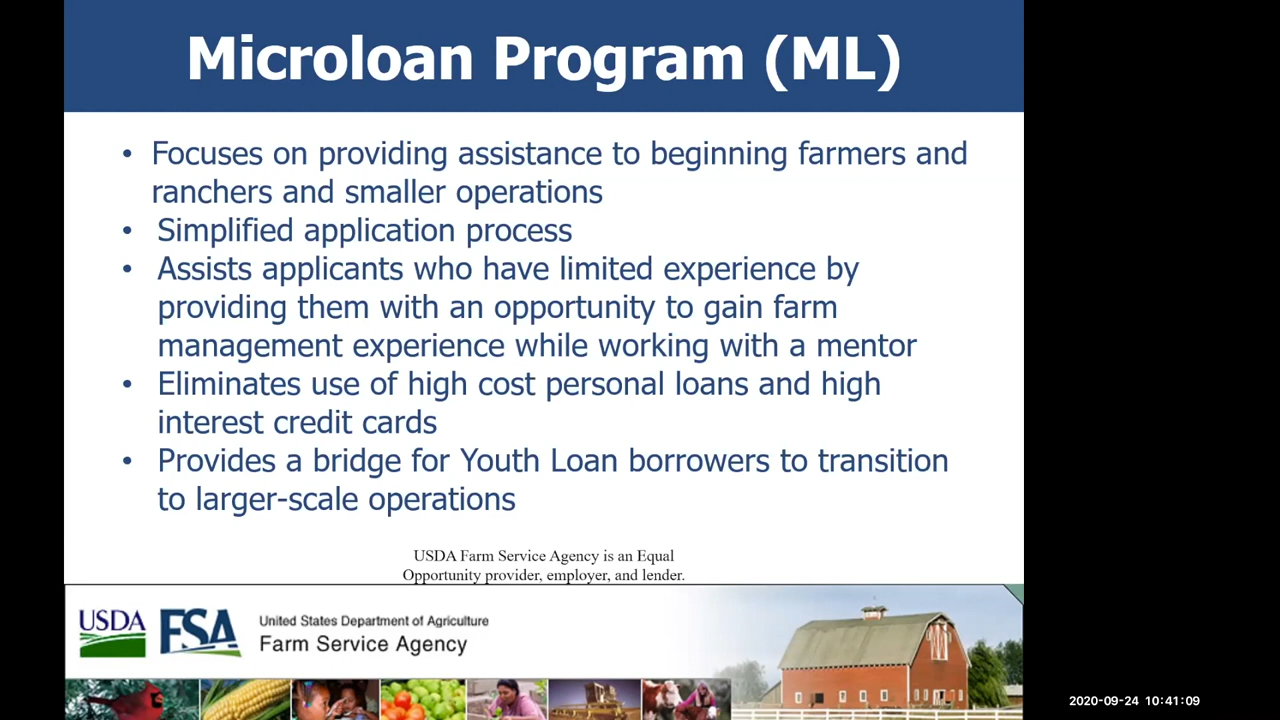 Microloan Program (ML)
• Focuses on providing assistance to beginning farmers and
ranchers and smaller operations
• Simplified application process
• Assists applicants who have limited experience by
providing them with an opportunity to gain farm
management experience while working with a mentor
• Eliminates use of high cost personal loans and high
interest credit cards
• Provides a bridge for Youth Loan borrowers to transition
to larger-scale operations
USDA Farm Service Agency is an Equal
Opportunity provider, employer, and lender.
USDA
FSA
United States Department of Agriculture
Farm Service Agency
2020-09-24 10:41:09